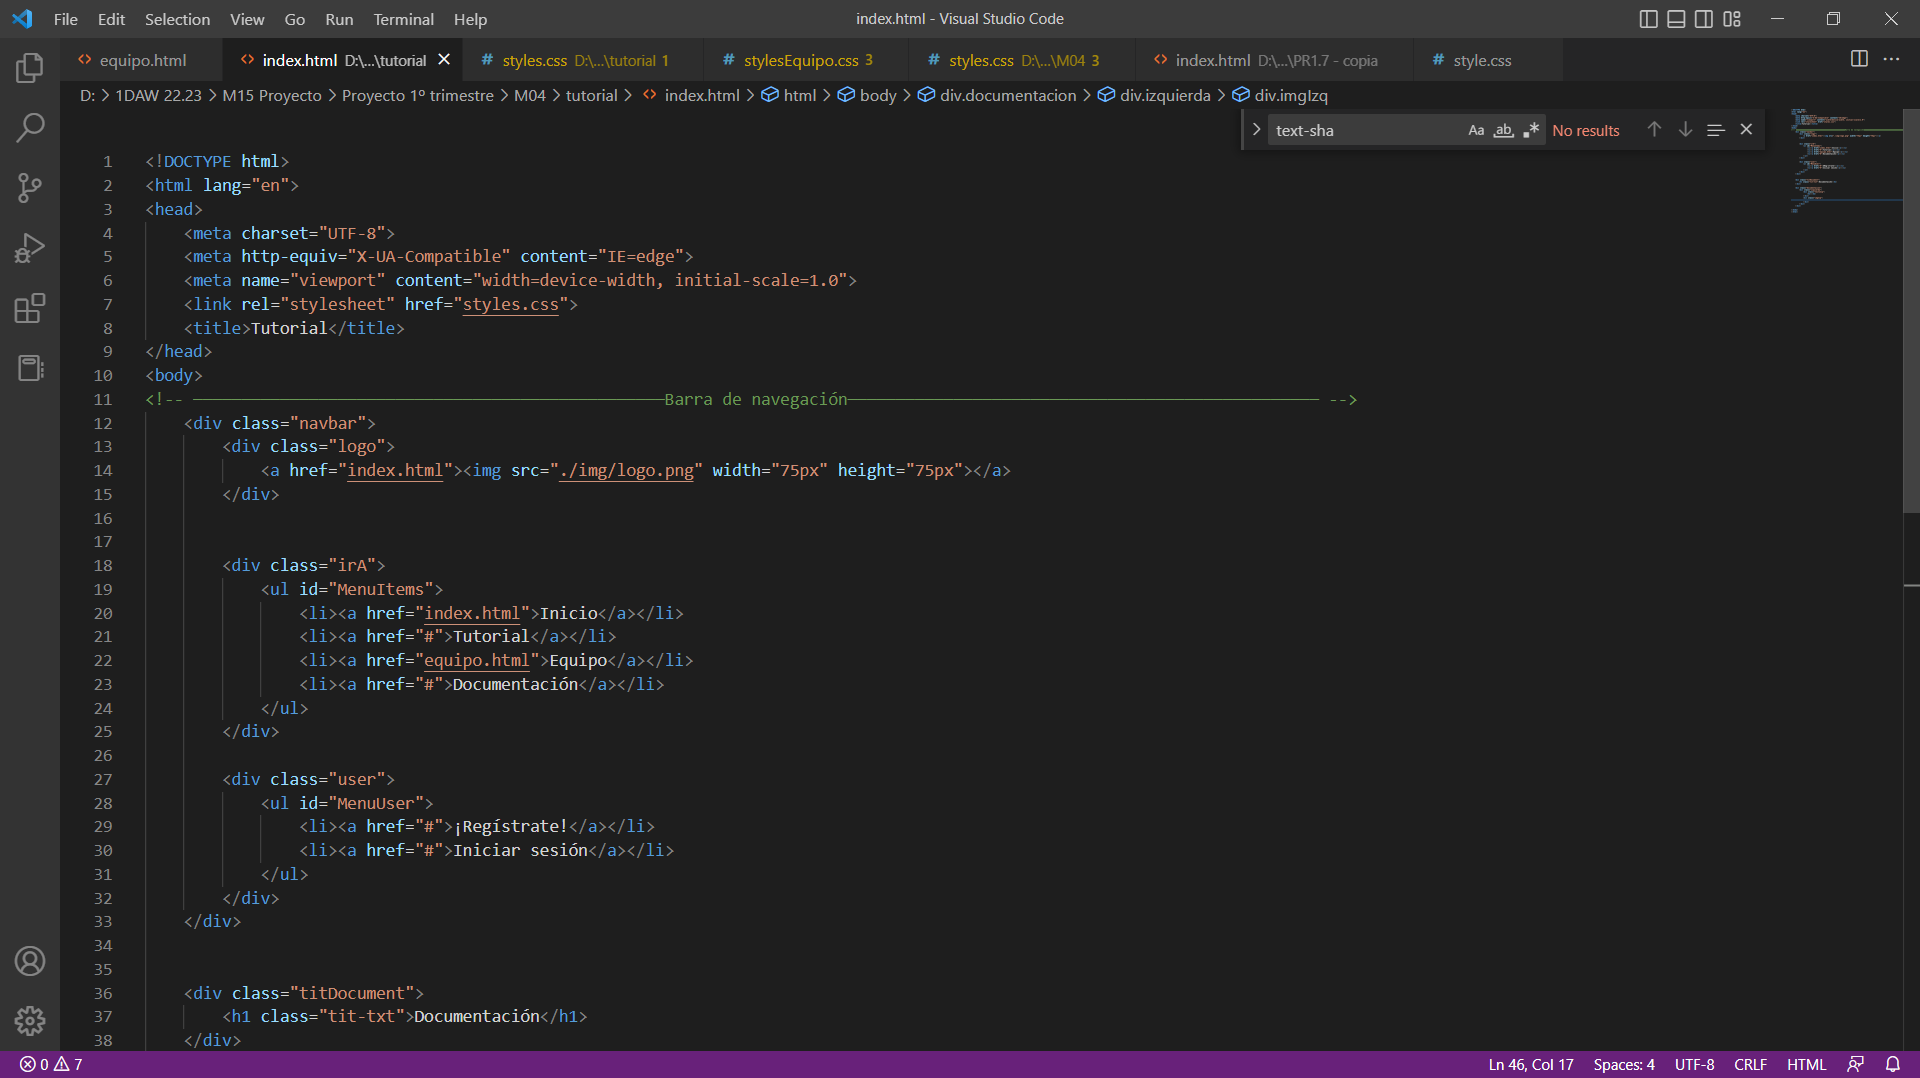 File Edit Selection View Go Run Terminal Help
index.html - Visual Studio Code
equipo.html
index.html D:\...\tutorial
styles.css D:\...\tutorial 1
stylesEquipo.css 3
styles.css D:\...\M04 3
index.html D:\...\PR1.7 - copia
style.css
D: > 1DAW 22.23 > M15 Proyecto > Proyecto 1º trimestre > M04 > tutorial > index.html > html > body > div.documentacion > div.izquierda > div.imgIzq
text-sha Aa ab .* No results
1 <!DOCTYPE html>
2 <html lang="en">
3 <head>
4 <meta charset="UTF-8">
5 <meta http-equiv="X-UA-Compatible" content="IE=edge">
6 <meta name="viewport" content="width=device-width, initial-scale=1.0">
7 <link rel="stylesheet" href="styles.css">
8 <title>Tutorial</title>
9 </head>
10 <body>
11 <!-- —————————————————————————————————————————————————Barra de navegación————————————————————————————————————————————————— -->
12 <div class="navbar">
13 <div class="logo">
14 <a href="index.html"><img src="./img/logo.png" width="75px" height="75px"></a>
15 </div>
16
17
18 <div class="irA">
19 <ul id="MenuItems">
20 <li><a href="index.html">Inicio</a></li>
21 <li><a href="#">Tutorial</a></li>
22 <li><a href="equipo.html">Equipo</a></li>
23 <li><a href="#">Documentación</a></li>
24 </ul>
25 </div>
26
27 <div class="user">
28 <ul id="MenuUser">
29 <li><a href="#">¡Regístrate!</a></li>
30 <li><a href="#">Iniciar sesión</a></li>
31 </ul>
32 </div>
33 </div>
34
35
36 <div class="titDocument">
37 <h1 class="tit-txt">Documentación</h1>
38 </div>
0 7
Ln 46, Col 17 Spaces: 4 UTF-8 CRLF HTML